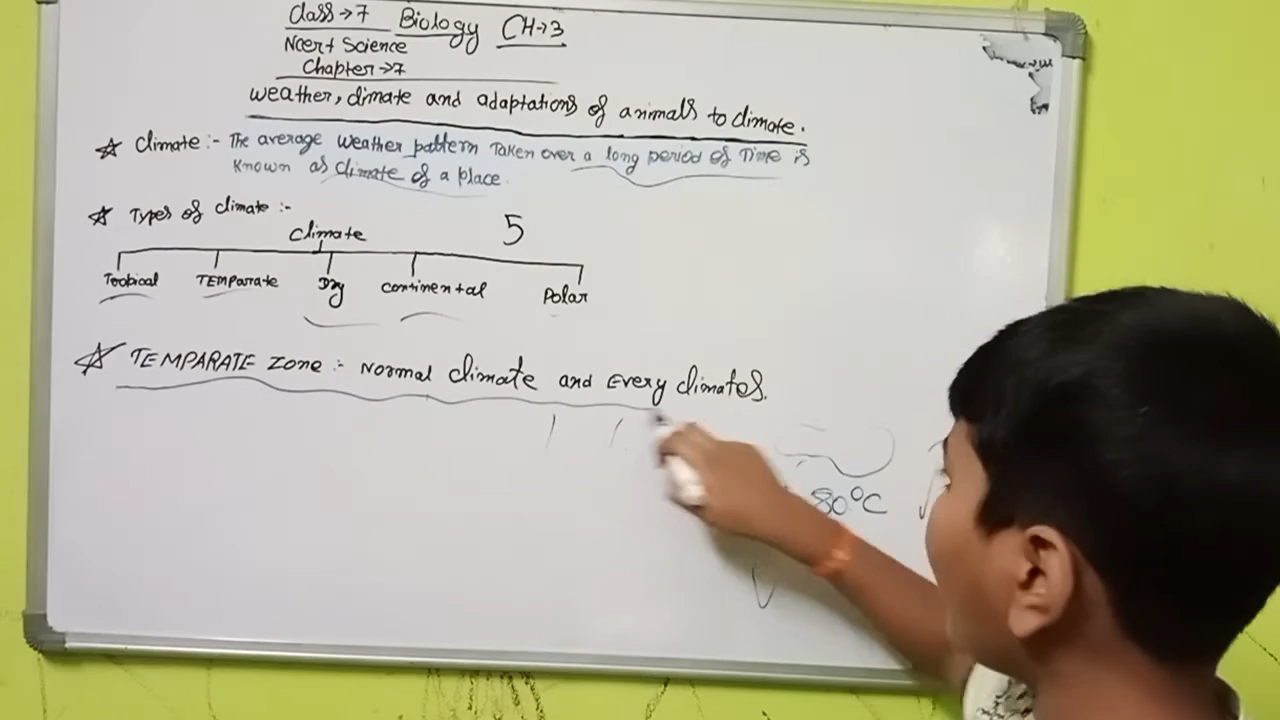 Class→7 Biology CH→3
Ncert Science
Chapter→7
weather, climate and adaptations of animals to climate.
☆ Climate:- The average weather pattern Taken over a long period of Time is
known as climate of a place.
☆ Types of climate:-
Climate 5
Tropical TEMParate Dry continental Polar
☆ TEMPARATE Zone:- Normal climate and Every climates.
80°C